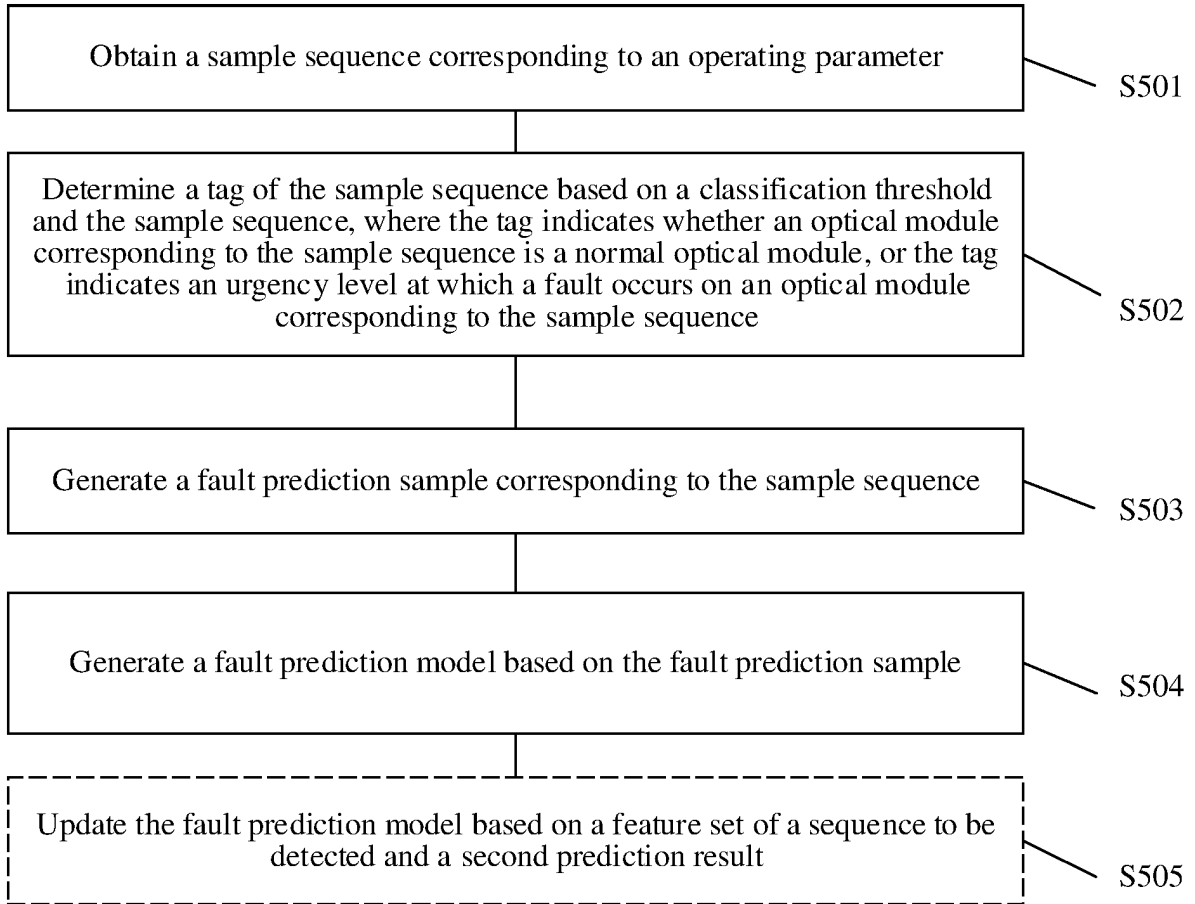 Obtain a sample sequence corresponding to an operating parameter
S501
Determine a tag of the sample sequence based on a classification threshold
and the sample sequence, where the tag indicates whether an optical module
corresponding to the sample sequence is a normal optical module, or the tag
indicates an urgency level at which a fault occurs on an optical module
corresponding to the sample sequence
S502
Generate a fault prediction sample corresponding to the sample sequence
S503
Generate a fault prediction model based on the fault prediction sample
S504
Update the fault prediction model based on a feature set of a sequence to be
detected and a second prediction result
S505